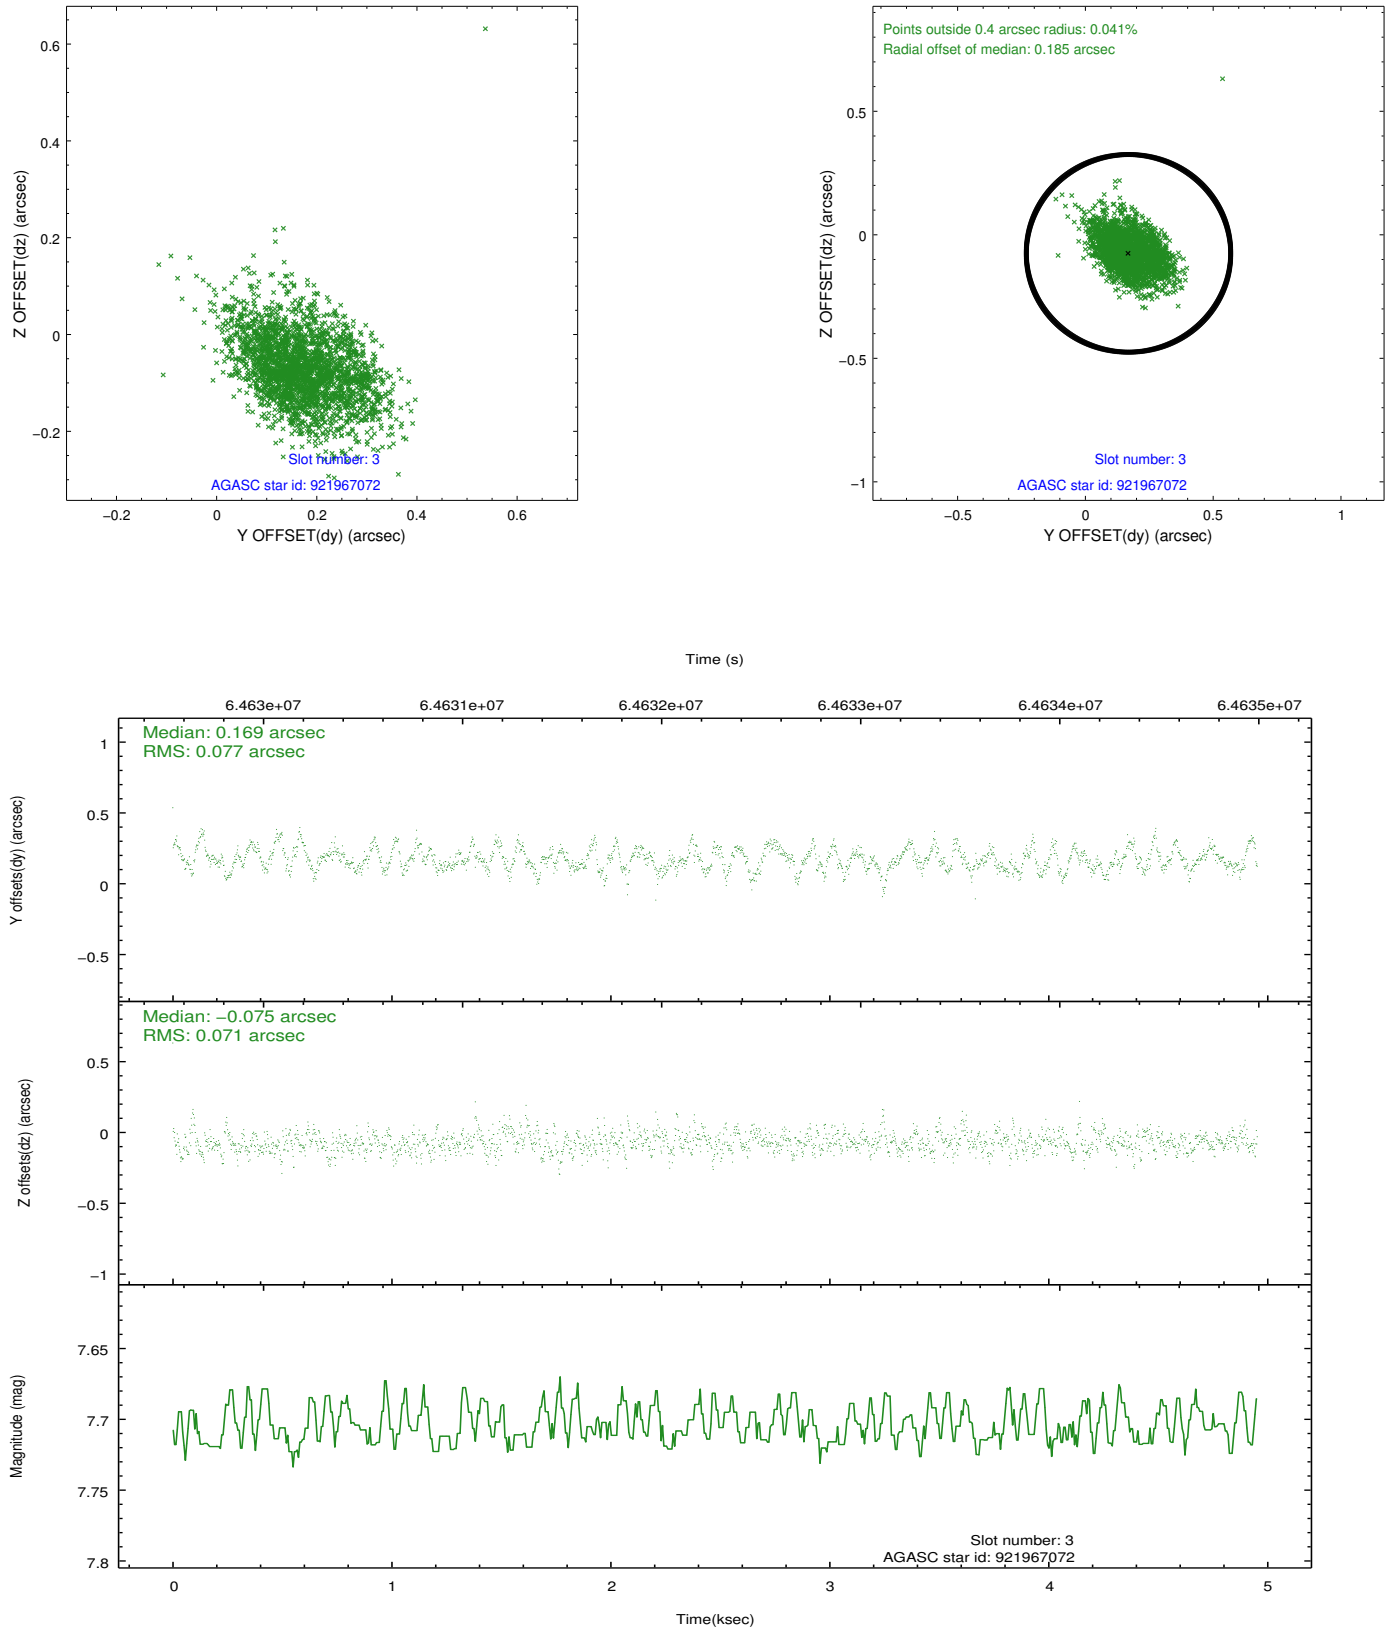 0.6
0.4
0.2
0
−0.2
Z OFFSET(dz) (arcsec)
Slot number: 3
AGASC star id: 921967072
−0.2 0 0.2 0.4 0.6
Y OFFSET(dy) (arcsec)
Points outside 0.4 arcsec radius: 0.041%
Radial offset of median: 0.185 arcsec
0.5
0
−0.5
−1
Z OFFSET(dz) (arcsec)
Slot number: 3
AGASC star id: 921967072
−0.5 0 0.5 1
Y OFFSET(dy) (arcsec)
Time (s)
6.463e+07 6.4631e+07 6.4632e+07 6.4633e+07 6.4634e+07 6.4635e+07
Median: 0.169 arcsec
RMS: 0.077 arcsec
1
0.5
0
−0.5
Y offsets(dy) (arcsec)
Median: −0.075 arcsec
RMS: 0.071 arcsec
0.5
0
−0.5
−1
Z offsets(dz) (arcsec)
7.65
7.7
7.75
7.8
Magnitude (mag)
Slot number: 3
AGASC star id: 921967072
0 1 2 3 4 5
Time(ksec)